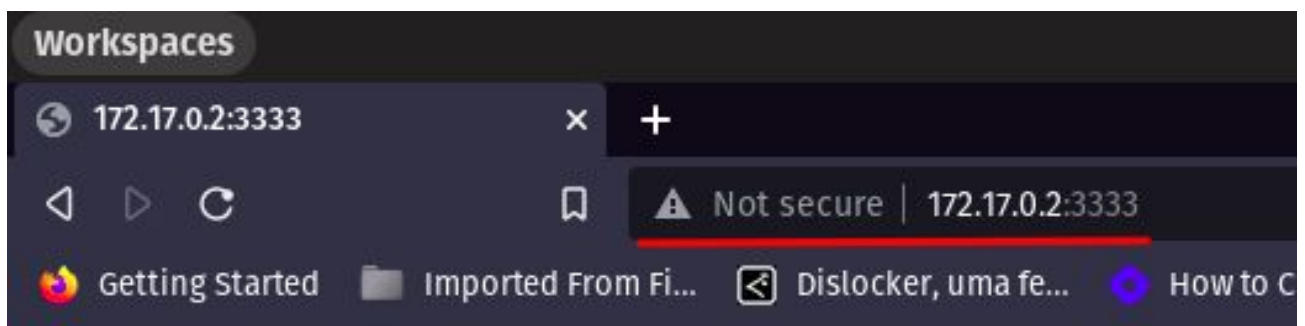 Workspaces
172.17.0.2:3333
Not secure 172.17.0.2:3333
Getting Started Imported From Fi... Dislocker, uma fe... How to C